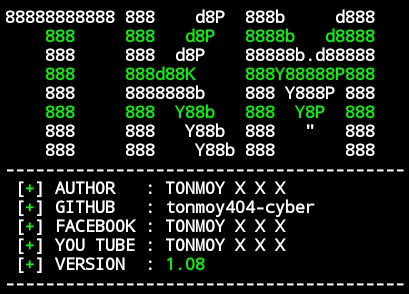 88888888888 888    d8P  888b     d888
    888     888   d8P   8888b   d8888
    888     888  d8P    88888b.d88888
    888     888d88K     888Y88888P888
    888     8888888b    888 Y888P 888
    888     888  Y88b   888  Y8P  888
    888     888   Y88b  888   "   888
    888     888    Y88b 888       888
----------------------------------------
[+] AUTHOR   : TONMOY X X X
[+] GITHUB   : tonmoy404-cyber
[+] FACEBOOK : TONMOY X X X
[+] YOU TUBE : TONMOY X X X
[+] VERSION  : 1.08
----------------------------------------